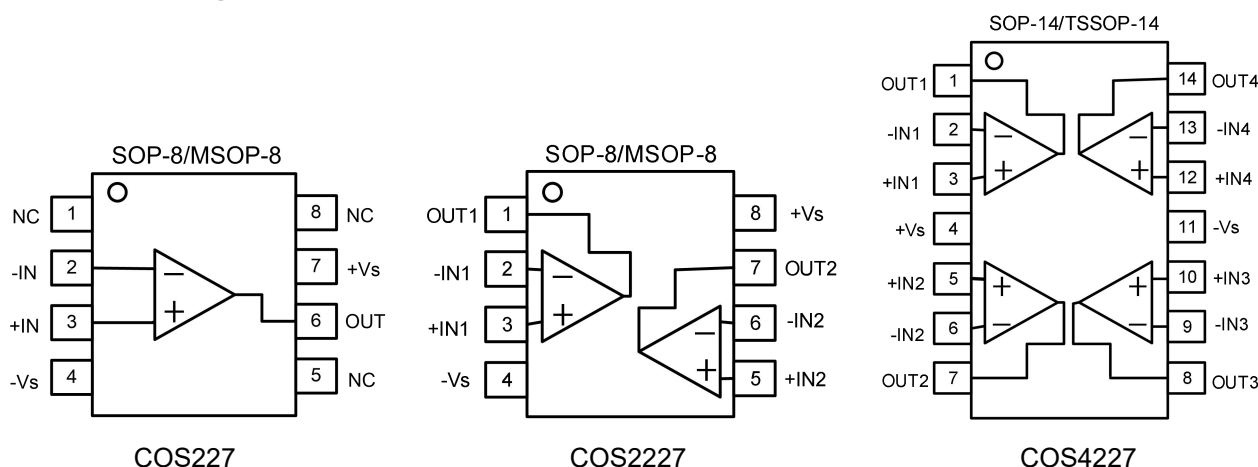 SOP-8/MSOP-8
NC 1
-IN 2
+IN 3
-Vs 4
8 NC
7 +Vs
6 OUT
5 NC
− +
COS227
SOP-8/MSOP-8
OUT1 1
-IN1 2
+IN1 3
-Vs 4
8 +Vs
7 OUT2
6 -IN2
5 +IN2
− +
− +
COS2227
SOP-14/TSSOP-14
OUT1 1
-IN1 2
+IN1 3
+Vs 4
+IN2 5
-IN2 6
OUT2 7
14 OUT4
13 -IN4
12 +IN4
11 -Vs
10 +IN3
9 -IN3
8 OUT3
− +
− +
+ −
+ −
COS4227